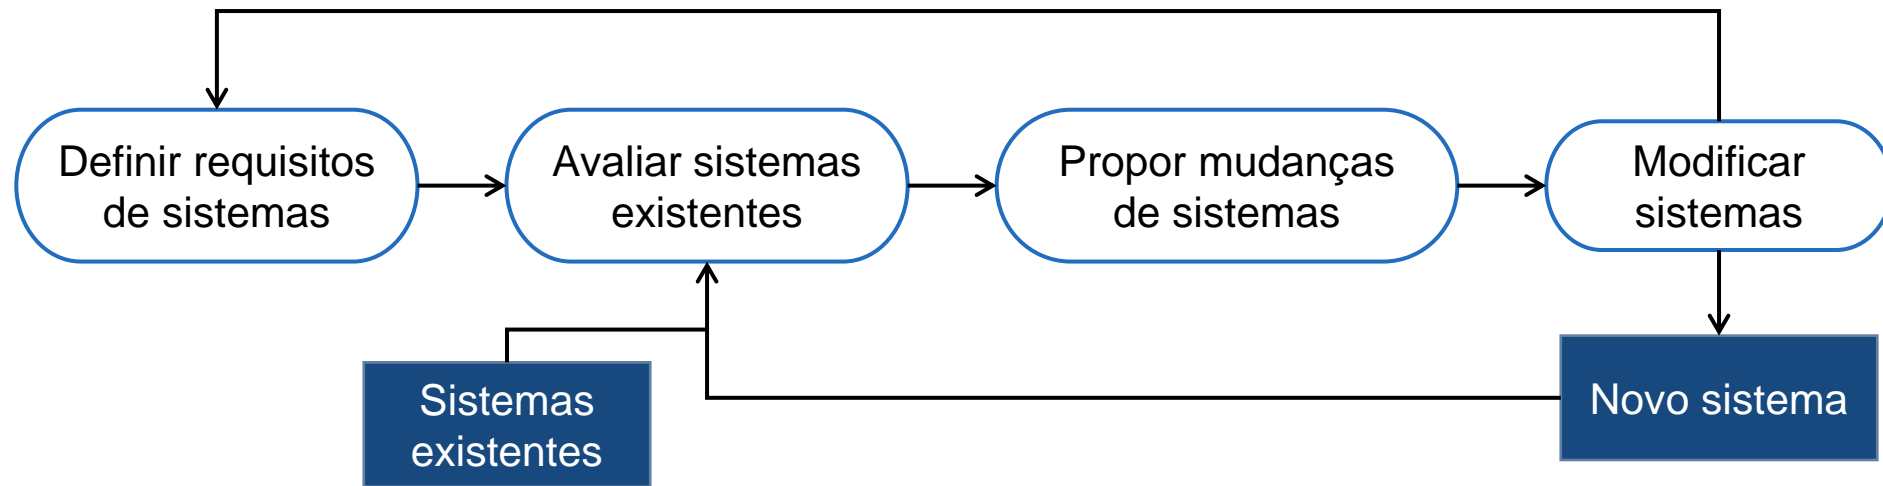 Definir requisitos
de sistemas
Avaliar sistemas
existentes
Propor mudanças
de sistemas
Modificar
sistemas
Sistemas
existentes
Novo sistema